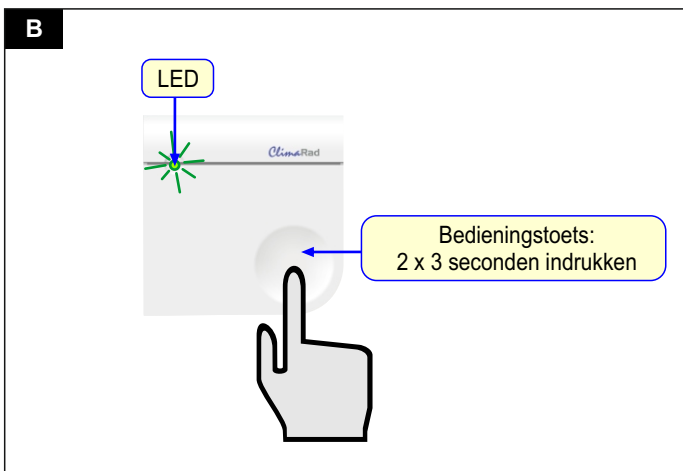 B
LED
ClimaRad
Bedieningstoets:
2 x 3 seconden indrukken